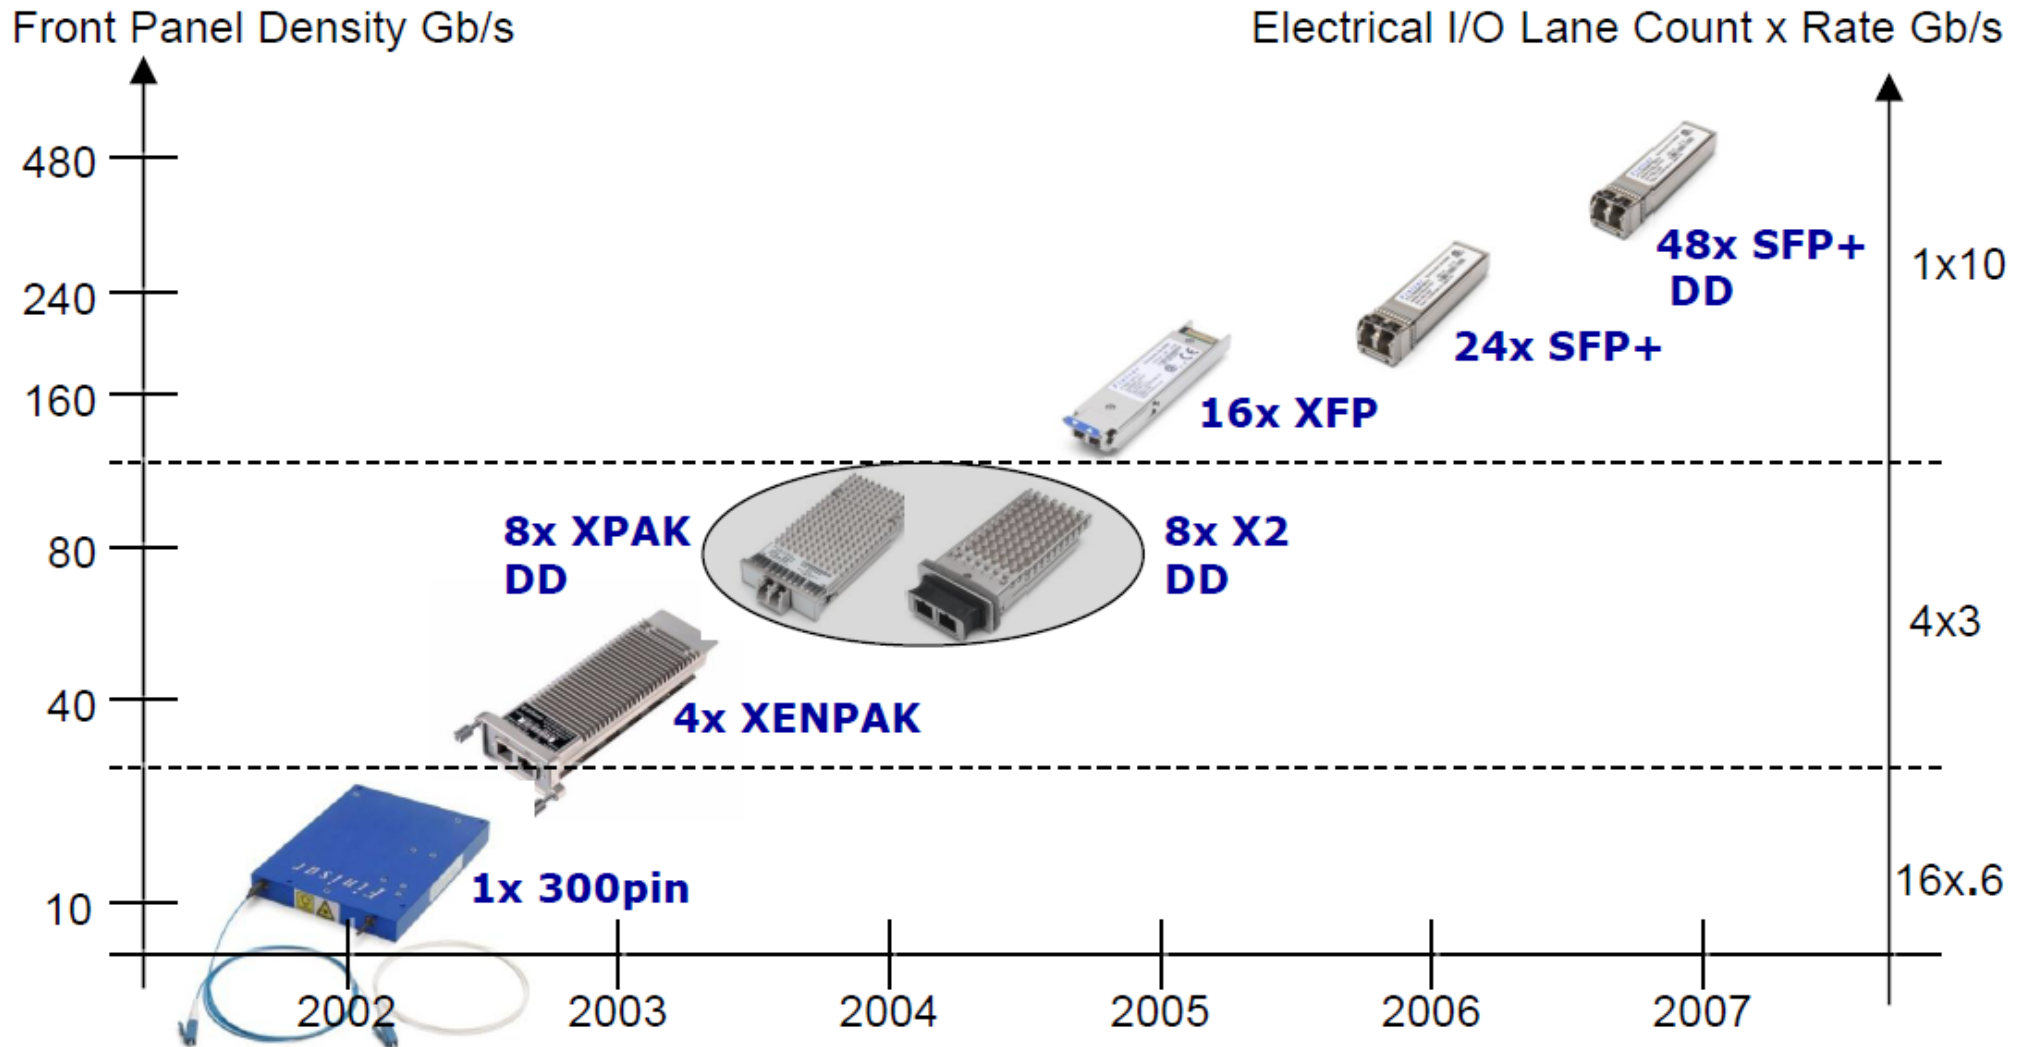 Front Panel Density Gb/s
Electrical I/O Lane Count x Rate Gb/s
480
240
160
80
40
10
48x SFP+
DD
24x SFP+
16x XFP
8x XPAK
DD
8x X2
DD
4x XENPAK
1x 300pin
Finisar
1x10
4x3
16x.6
2002
2003
2004
2005
2006
2007